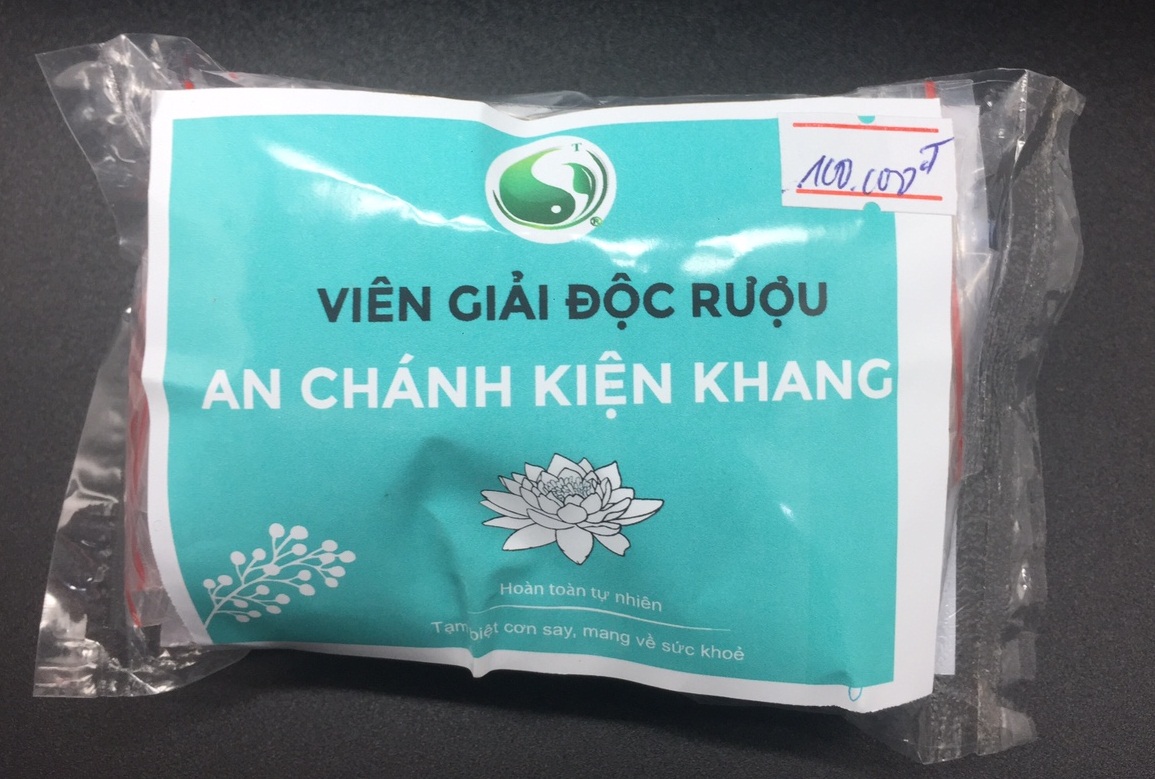 T
®
100.000đ
VIÊN GIẢI ĐỘC RƯỢU
AN CHÁNH KIỆN KHANG
Hoàn toàn tự nhiên
Tạm biệt cơn say, mang về sức khoẻ